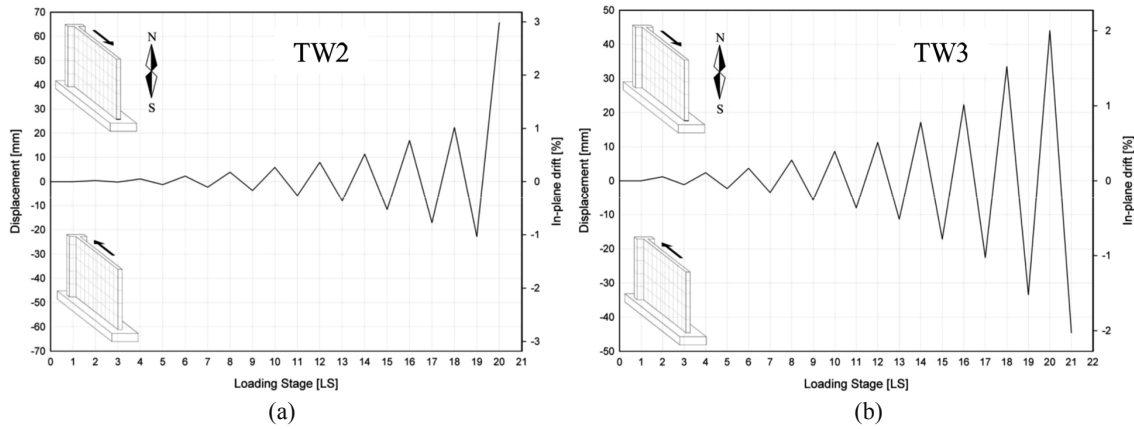 TW2
N
S
Displacement [mm]
70
60
50
40
30
20
10
0
-10
-20
-30
-40
-50
-60
-70
In-plane drift [%]
3
2
1
0
-1
-2
-3
0 1 2 3 4 5 6 7 8 9 10 11 12 13 14 15 16 17 18 19 20 21
Loading Stage [LS]
(a)
TW3
N
S
Displacement [mm]
50
40
30
20
10
0
-10
-20
-30
-40
-50
In-plane drift [%]
2
1
0
-1
-2
0 1 2 3 4 5 6 7 8 9 10 11 12 13 14 15 16 17 18 19 20 21 22
Loading Stage [LS]
(b)